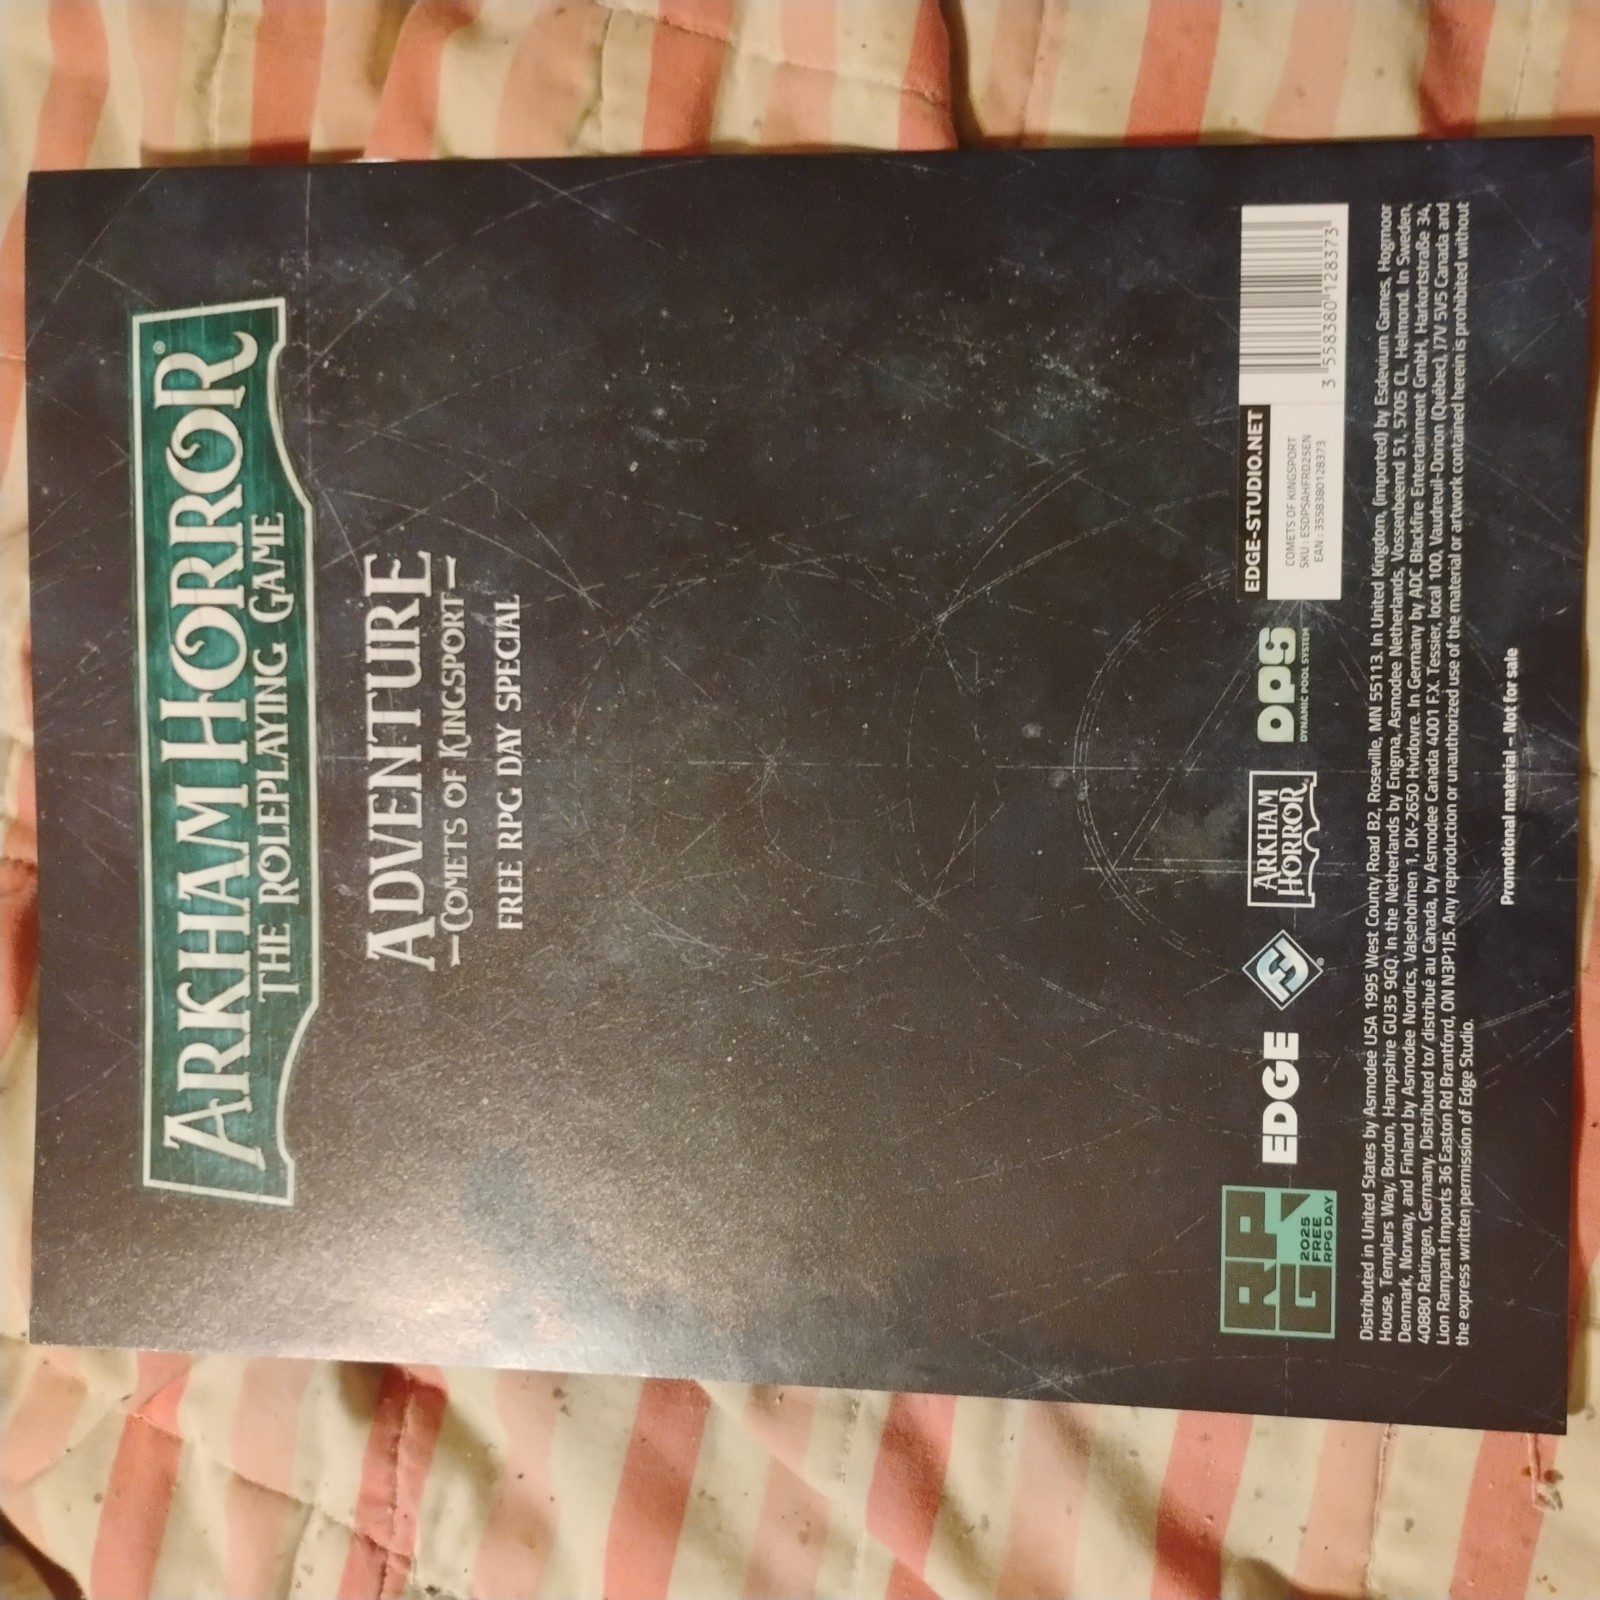 ARKHAM HORROR®
THE ROLEPLAYING GAME
ADVENTURE
COMETS OF KINGSPORT
FREE RPG DAY SPECIAL
RPG
2025
FREE
RPG DAY
EDGE
ARKHAM
HORROR
DPS
DYNAMIC POOL SYSTEM
EDGE-STUDIO.NET
COMETS OF KINGSPORT
SKU : ESDPSAHFRD25EN
EAN : 3558380128373
3 558380 128373
Distributed in United States by Asmodee USA 1995 West County Road B2, Roseville, MN 55113. In United Kingdom, (imported) by Esdevium Games, Hogmoor
House, Templars Way, Bordon, Hampshire GU35 9GQ. In the Netherlands by Enigma, Asmodee Netherlands, Vossenbeemd 51, 5705 CL, Helmond. In Sweden,
Denmark, Norway, and Finland by Asmodee Nordics, Valseholmen 1, DK-2650 Hvidovre. In Germany by ADC Blackfire Entertainment GmbH, Harkortstraße 34,
40880 Ratingen, Germany. Distributed to/ distribué au Canada, by Asmodee Canada 4001 F.X. Tessier, local 100, Vaudreuil-Dorion (Québec), J7V 5V5 Canada and
Lion Rampant Imports 36 Easton Rd Brantford, ON N3P1J5. Any reproduction or unauthorized use of the material or artwork contained herein is prohibited without
the express written permission of Edge Studio.
Promotional material – Not for sale